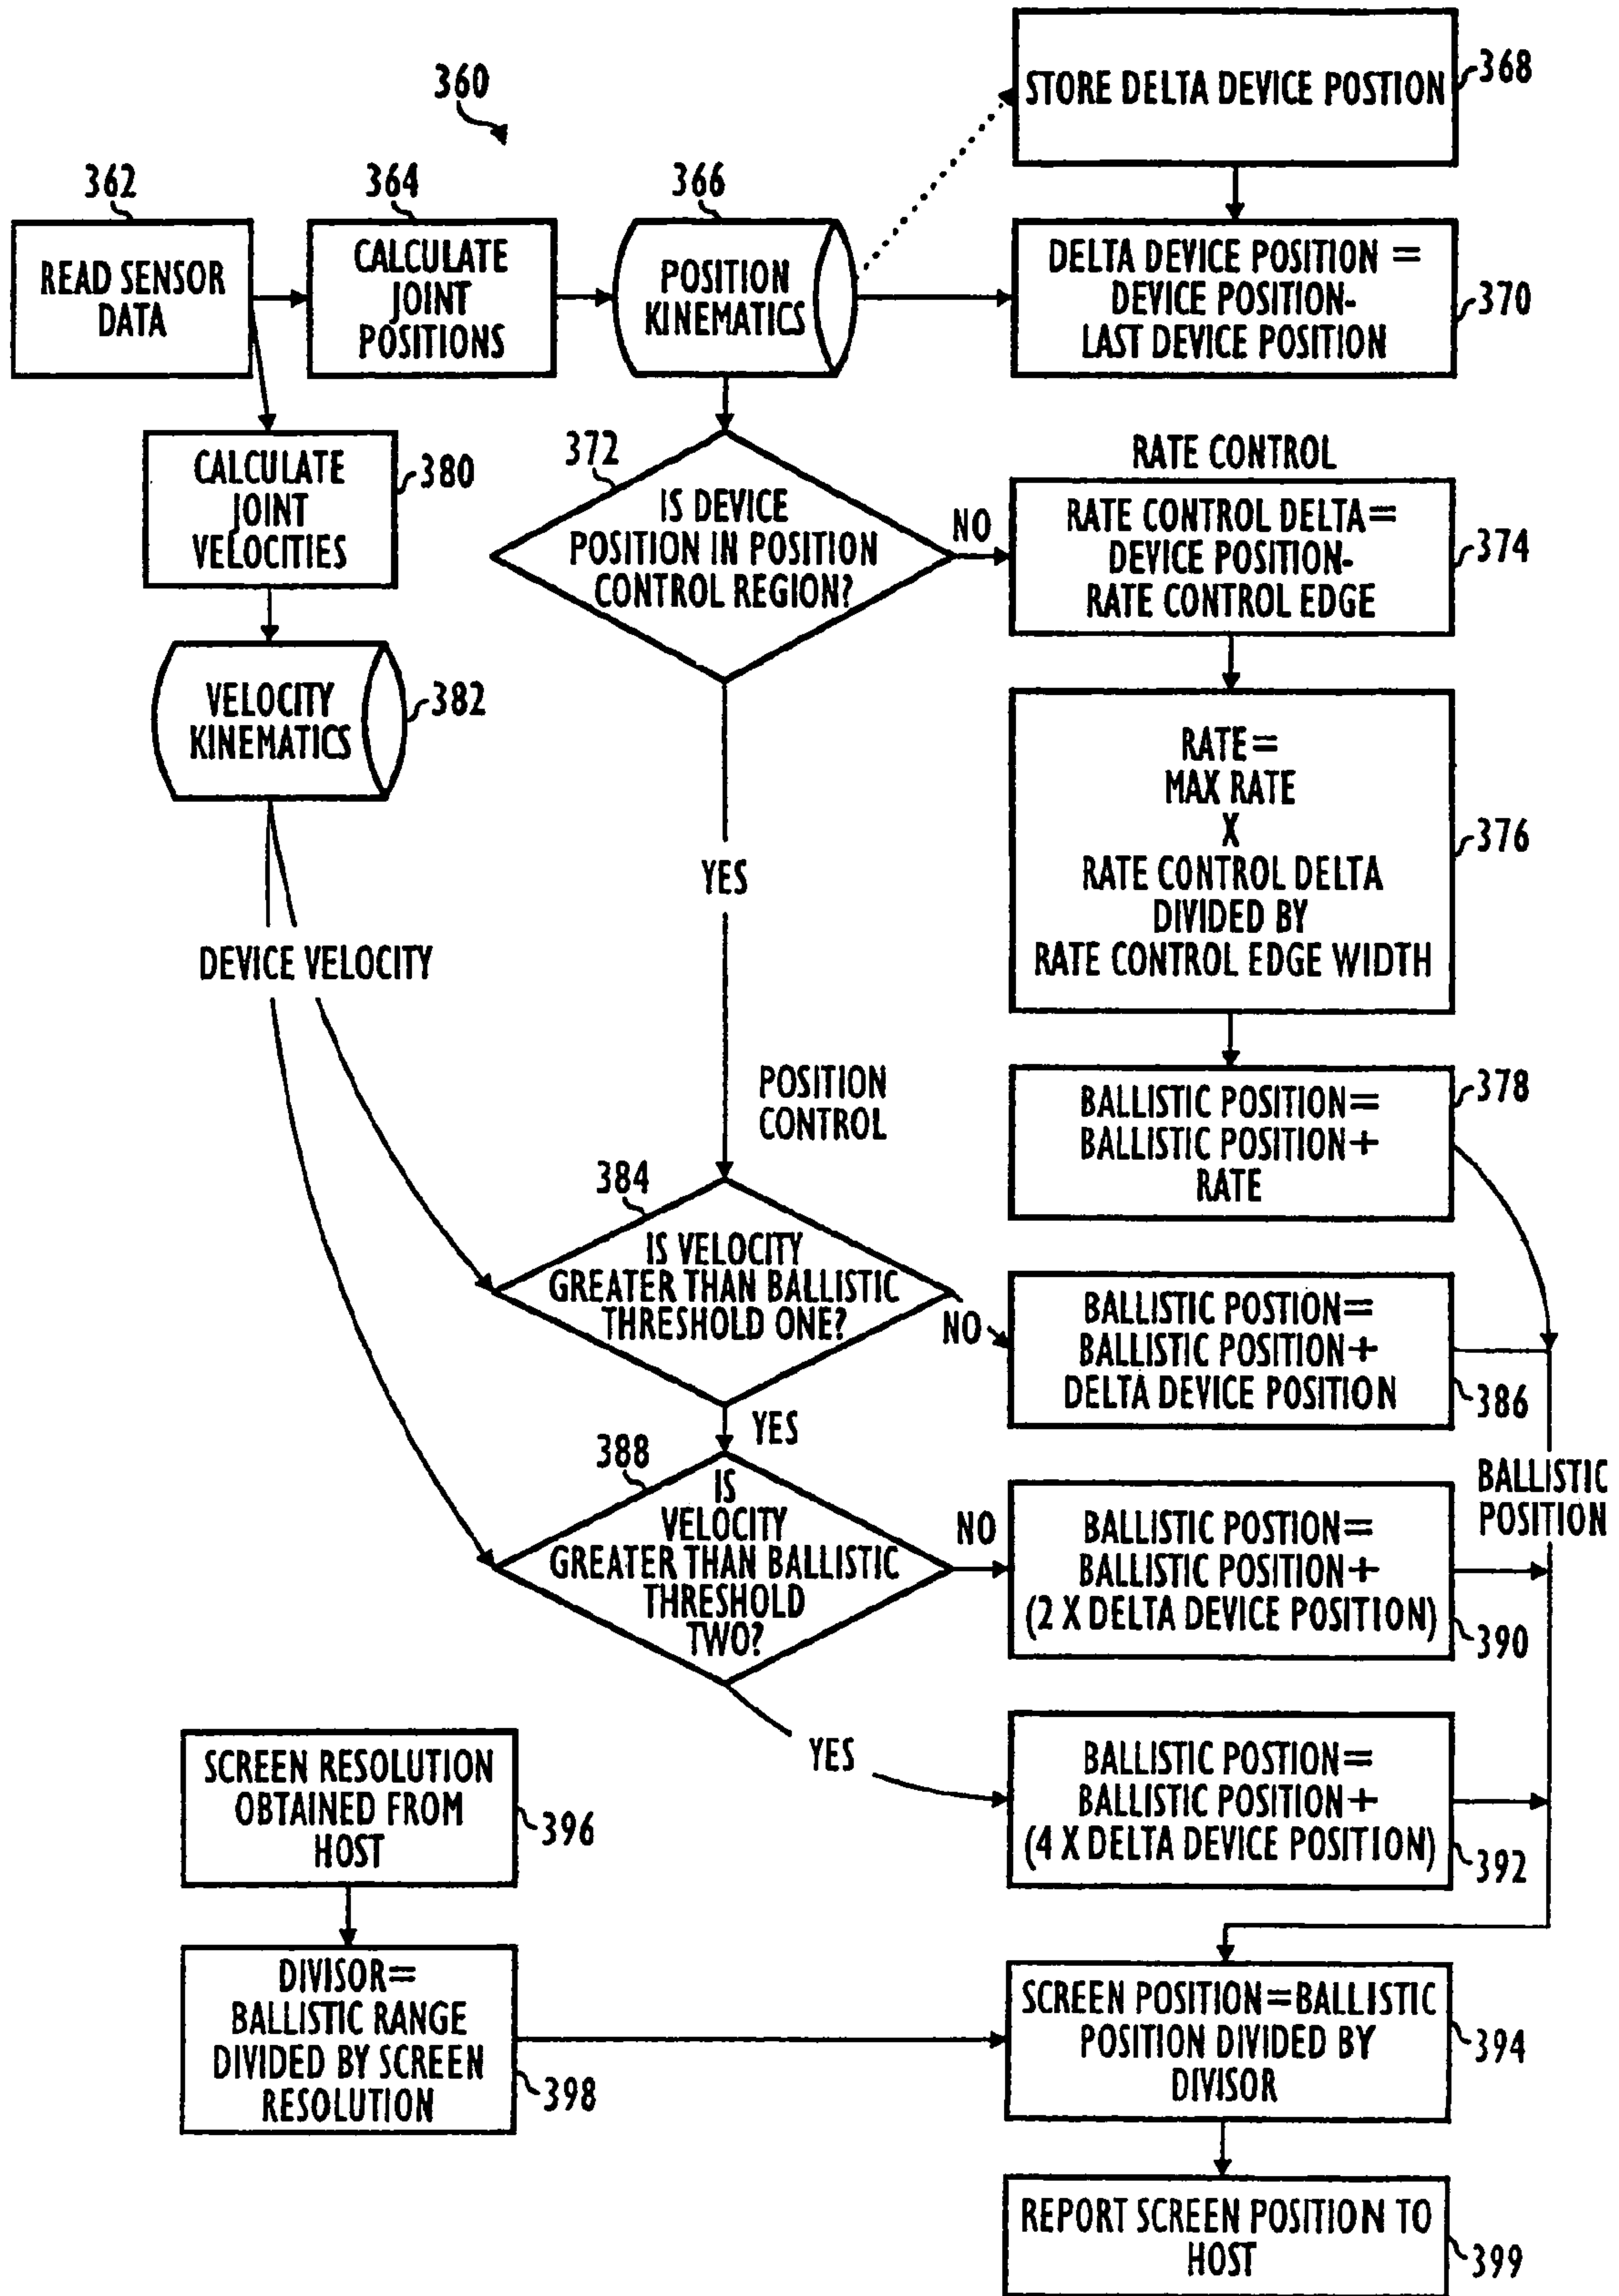 360
STORE DELTA DEVICE POSTION
368
362
READ SENSOR
DATA
364
CALCULATE
JOINT
POSITIONS
366
POSITION
KINEMATICS
DELTA DEVICE POSITION =
DEVICE POSITION-
LAST DEVICE POSITION
370
CALCULATE
JOINT
VELOCITIES
380
372
IS DEVICE
POSITION IN POSITION
CONTROL REGION?
NO
RATE CONTROL
RATE CONTROL DELTA=
DEVICE POSITION-
RATE CONTROL EDGE
374
VELOCITY
KINEMATICS
382
RATE=
MAX RATE
X
RATE CONTROL DELTA
DIVIDED BY
RATE CONTROL EDGE WIDTH
376
YES
DEVICE VELOCITY
POSITION
CONTROL
BALLISTIC POSITION=
BALLISTIC POSITION+
RATE
378
384
IS VELOCITY
GREATER THAN BALLISTIC
THRESHOLD ONE?
NO
BALLISTIC POSTION=
BALLISTIC POSITION+
DELTA DEVICE POSITION
386
YES
388
IS
VELOCITY
GREATER THAN BALLISTIC
THRESHOLD
TWO?
NO
BALLISTIC POSTION=
BALLISTIC POSITION+
(2 X DELTA DEVICE POSITION)
390
BALLISTIC
POSITION
YES
BALLISTIC POSTION=
BALLISTIC POSITION+
(4 X DELTA DEVICE POSITION)
392
SCREEN RESOLUTION
OBTAINED FROM
HOST
396
DIVISOR=
BALLISTIC RANGE
DIVIDED BY SCREEN
RESOLUTION
398
SCREEN POSITION=BALLISTIC
POSITION DIVIDED BY
DIVISOR
394
REPORT SCREEN POSITION TO
HOST
399